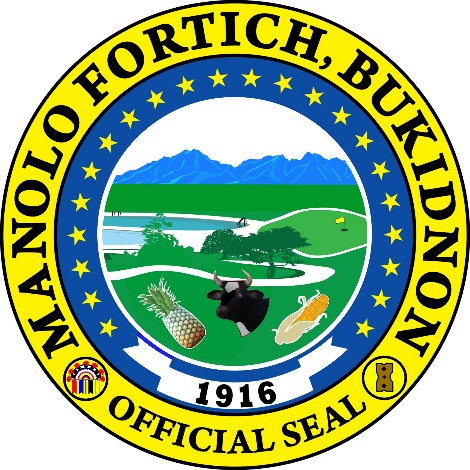 MANOLO FORTICH, BUKIDNON
1916
OFFICIAL SEAL